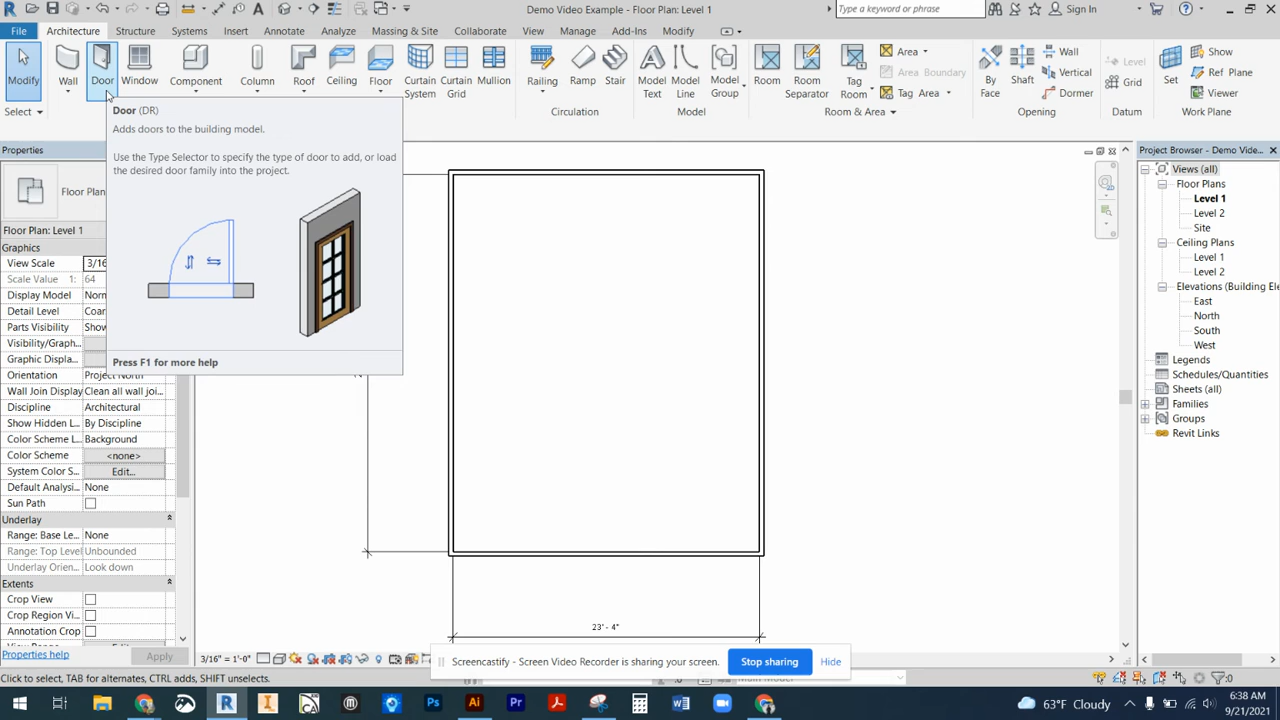 Demo Video Example - Floor Plan: Level 1
Type a keyword or phrase
Sign In
File
Architecture
Structure
Systems
Insert
Annotate
Analyze
Massing & Site
Collaborate
View
Manage
Add-Ins
Modify
Modify
Wall
Door
Window
Component
Column
Roof
Ceiling
Floor
Curtain System
Curtain Grid
Mullion
Railing
Ramp
Stair
Model Text
Model Line
Model Group
Room
Room Separator
Tag Room
Area
Area Boundary
Tag Area
By Face
Shaft
Wall
Vertical
Dormer
Level
Grid
Set
Show
Ref Plane
Viewer
Select
Circulation
Model
Room & Area
Opening
Datum
Work Plane
Door (DR)
Adds doors to the building model.
Use the Type Selector to specify the type of door to add, or load
the desired door family into the project.
Press F1 for more help
Properties
Floor Plan
Floor Plan: Level 1
Graphics
View Scale 3/16
Scale Value 1: 64
Display Model Norn
Detail Level Coar
Parts Visibility Show
Visibility/Graph...
Graphic Displa...
Orientation Project North
Wall Join Display Clean all wall joi...
Discipline Architectural
Show Hidden L... By Discipline
Color Scheme L... Background
Color Scheme <none>
System Color S... Edit...
Default Analysi... None
Sun Path
Underlay
Range: Base Le... None
Range: Top Level Unbounded
Underlay Orien... Look down
Extents
Crop View
Crop Region Vi...
Annotation Crop
Properties help
Apply
23' - 4"
Project Browser - Demo Vide...
Views (all)
Floor Plans
Level 1
Level 2
Site
Ceiling Plans
Level 1
Level 2
Elevations (Building Ele
East
North
South
West
Legends
Schedules/Quantities
Sheets (all)
Families
Groups
Revit Links
3/16" = 1'-0"
Screencastify - Screen Video Recorder is sharing your screen.
Stop sharing
Hide
Click to select, TAB for alternates, CTRL adds, SHIFT unselects.
:0
63°F Cloudy
6:38 AM
9/21/2021